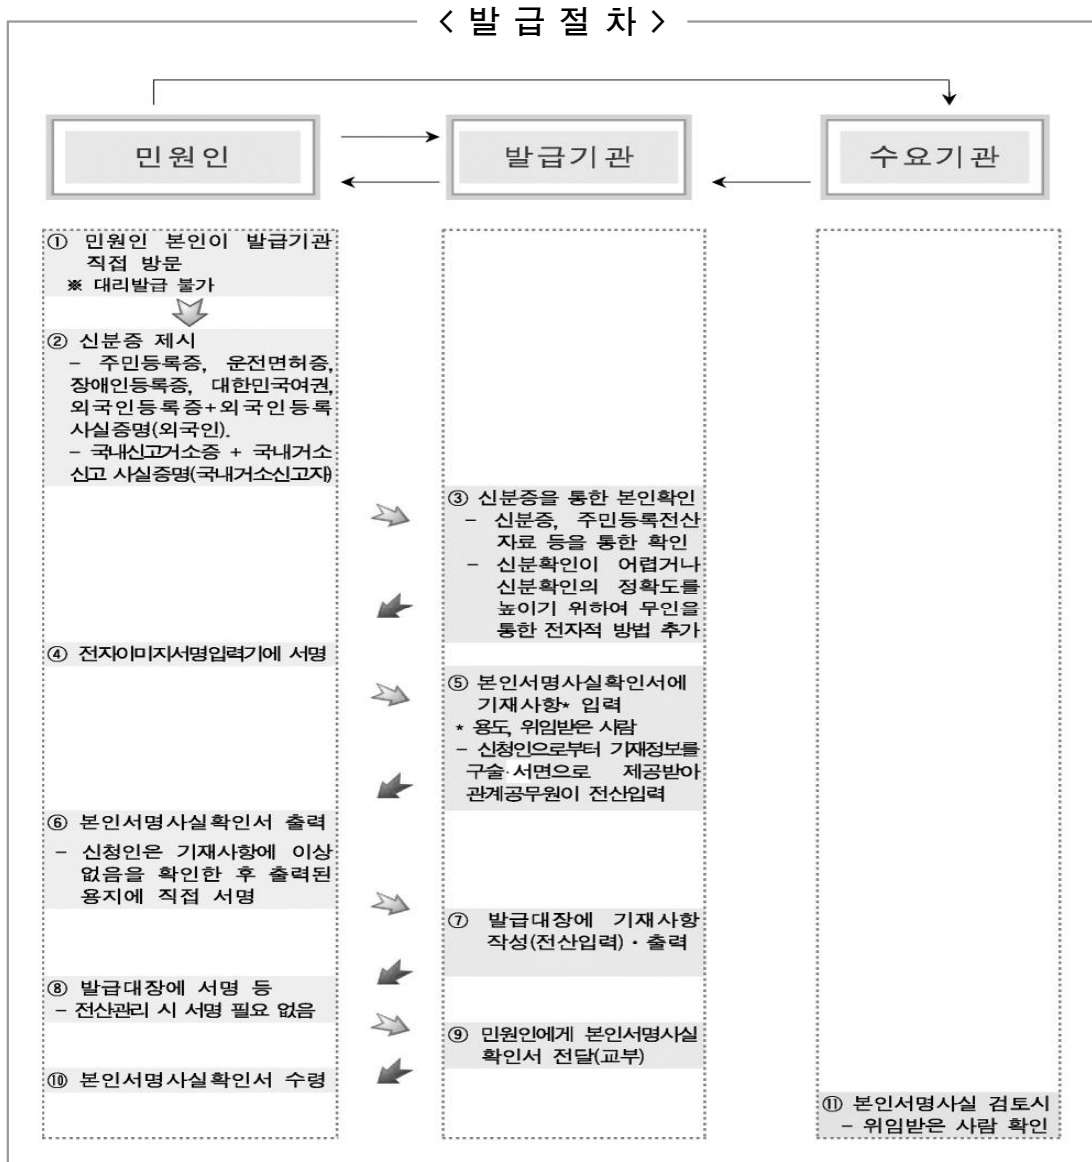 < 발 급 절 차 >
민원인
발급기관
수요기관
① 민원인 본인이 발급기관
직접 방문
※ 대리발급 불가
② 신분증 제시
- 주민등록증, 운전면허증,
장애인등록증, 대한민국여권,
외국인등록증+외국인등록
사실증명(외국인).
- 국내신고거소증 + 국내거소
신고 사실증명(국내거소신고자)
③ 신분증을 통한 본인확인
- 신분증, 주민등록전산
자료 등을 통한 확인
- 신분확인이 어렵거나
신분확인의 정확도를
높이기 위하여 무인을
통한 전자적 방법 추가
④ 전자이미지서명입력기에 서명
⑤ 본인서명사실확인서에
기재사항* 입력
* 용도, 위임받은 사람
- 신청인으로부터 기재정보를
구술·서면으로 제공받아
관계공무원이 전산입력
⑥ 본인서명사실확인서 출력
- 신청인은 기재사항에 이상
없음을 확인한 후 출력된
용지에 직접 서명
⑦ 발급대장에 기재사항
작성(전산입력)·출력
⑧ 발급대장에 서명 등
- 전산관리 시 서명 필요 없음
⑨ 민원인에게 본인서명사실
확인서 전달(교부)
⑩ 본인서명사실확인서 수령
⑪ 본인서명사실 검토시
- 위임받은 사람 확인